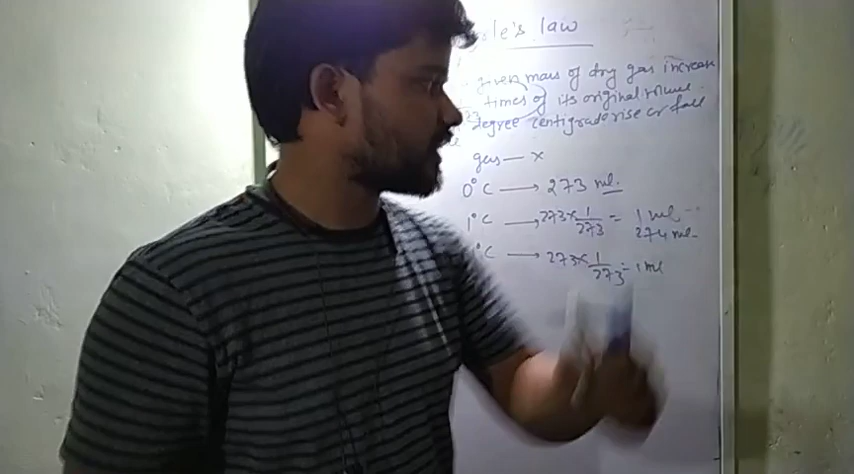 le's law
given mass of dry gas increase
times of its original volume
degree centigrade rise or fall
gas — x
0°C → 273 ml.
1°C → 273 × 1/273 = 1 ml
274 ml
°C → 273 × 1/273 = 1 ml